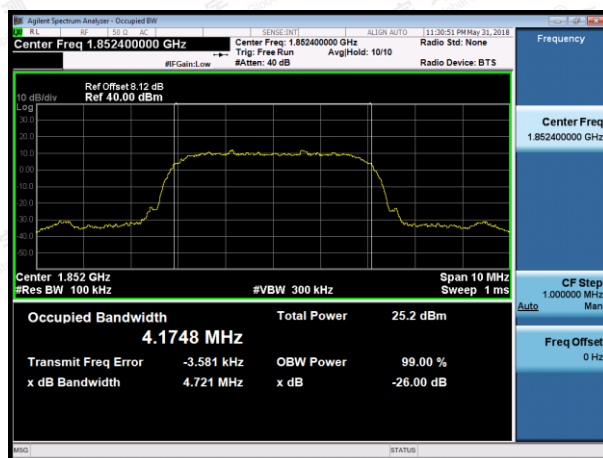 Agilent Spectrum Analyzer - Occupied BW
RL RF 50 Ω AC SENSE:INT ALIGN AUTO 11:30:51 PM May 31, 2018
Center Freq 1.852400000 GHz Center Freq: 1.852400000 GHz Radio Std: None Frequency
Trig: Free Run Avg|Hold: 10/10
#IFGain:Low #Atten: 40 dB Radio Device: BTS
Ref Offset 8.12 dB
10 dB/div Ref 40.00 dBm
Log
30.0
20.0
10.0
0.00
-10.0
-20.0
-30.0
-40.0
-50.0
Center Freq
1.852400000 GHz
Center 1.852 GHz Span 10 MHz
#Res BW 100 kHz #VBW 300 kHz Sweep 1 ms
CF Step
1.000000 MHz
Auto Man
Occupied Bandwidth Total Power 25.2 dBm
4.1748 MHz
Freq Offset
0 Hz
Transmit Freq Error -3.581 kHz OBW Power 99.00 %
x dB Bandwidth 4.721 MHz x dB -26.00 dB
MSG STATUS